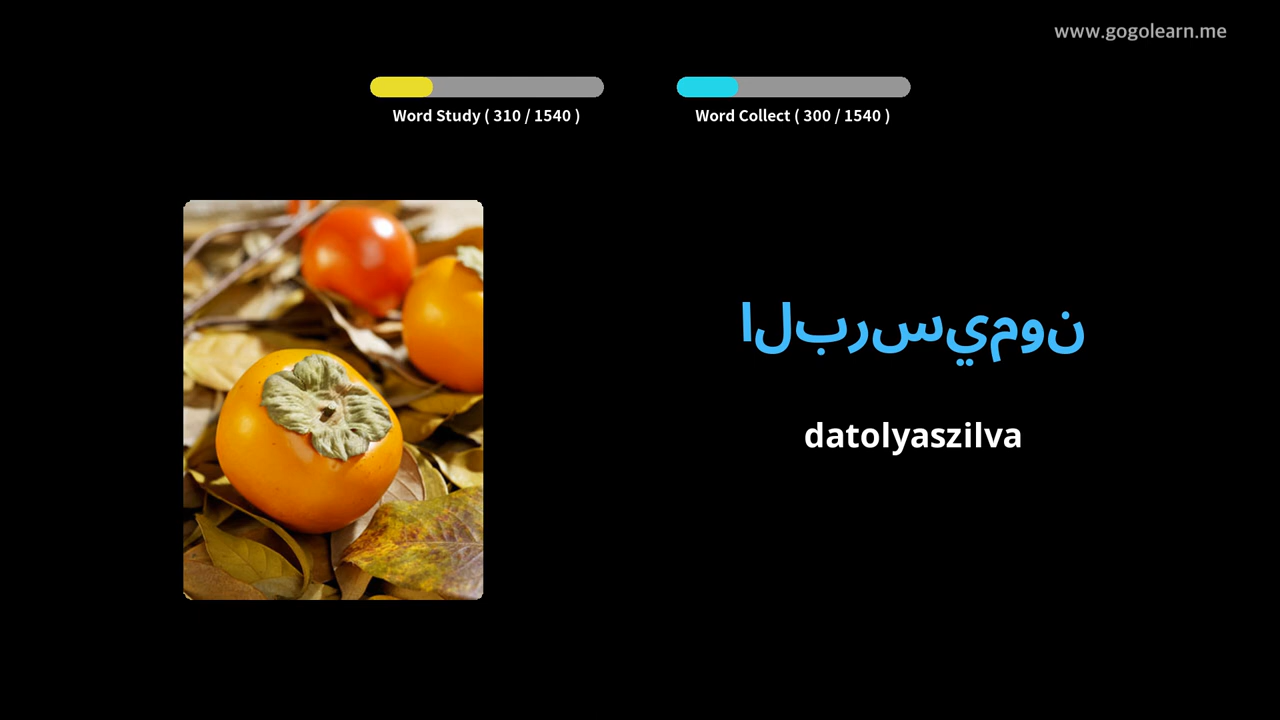 www.gogolearn.me
Word Study ( 310 / 1540 )
Word Collect ( 300 / 1540 )
البرسيمون
datolyaszilva